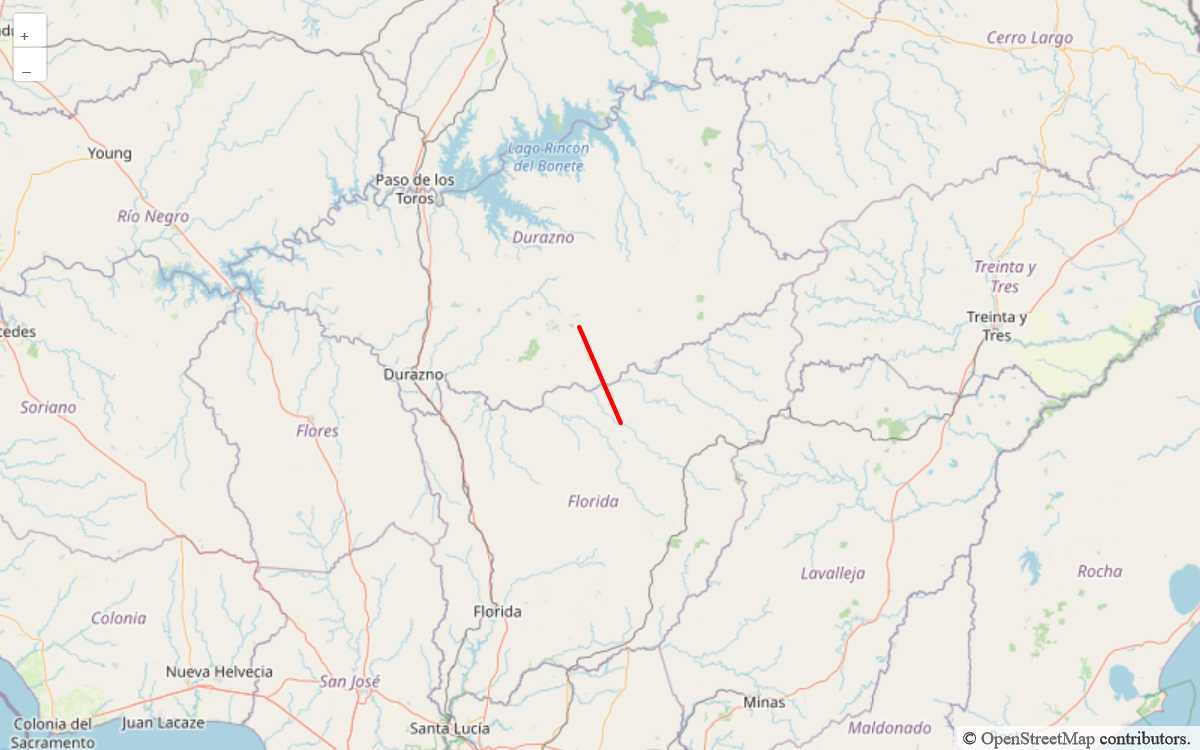 +
−
Cerro Largo
Young
Lago Rincón
del Bonete
Paso de los
Toros
Río Negro
Durazno
Treinta y
Tres
Treinta y
Tres
cedes
Durazno
Soriano
Flores
Florida
Lavalleja
Rocha
Florida
Colonia
Nueva Helvecia
San José
Minas
Colonia del
Sacramento
Juan Lacaze
Santa Lucía
Maldonado
© OpenStreetMap contributors.